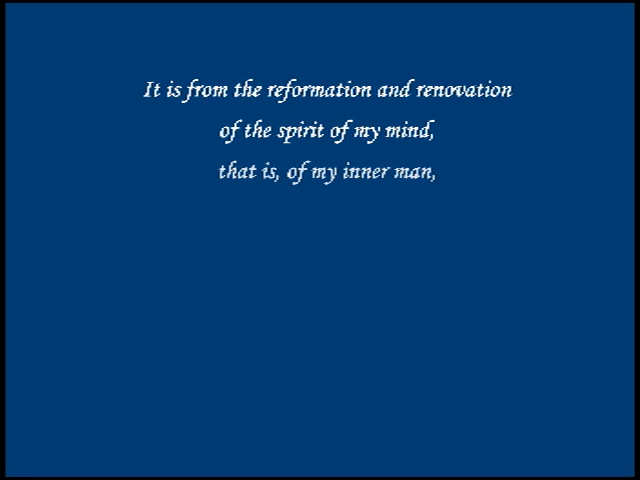 It is from the reformation and renovation
of the spirit of my mind,
that is, of my inner man,